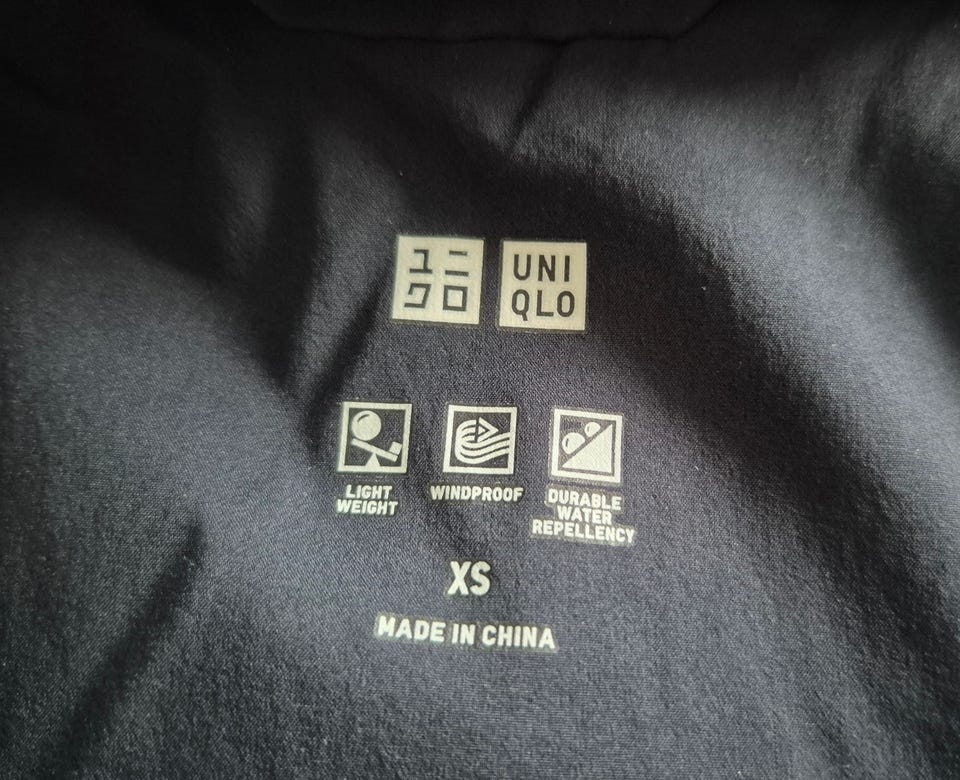 ユニ
クロ
UNI
QLO
LIGHT
WEIGHT
WINDPROOF
DURABLE
WATER
REPELLENCY
XS
MADE IN CHINA